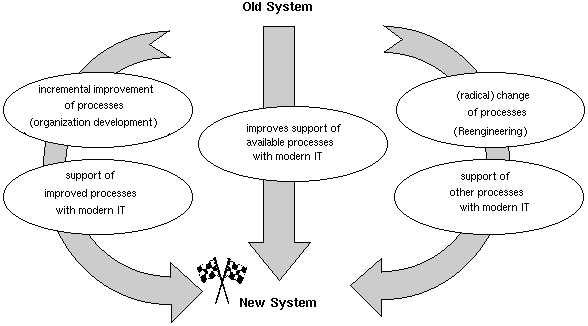 Old System
incremental improvement
of processes
(organization development)
support of
improved processes
with modern IT
improves support of
available processes
with modern IT
(radical) change
of processes
(Reengineering)
support of
other processes
with modern IT
New System